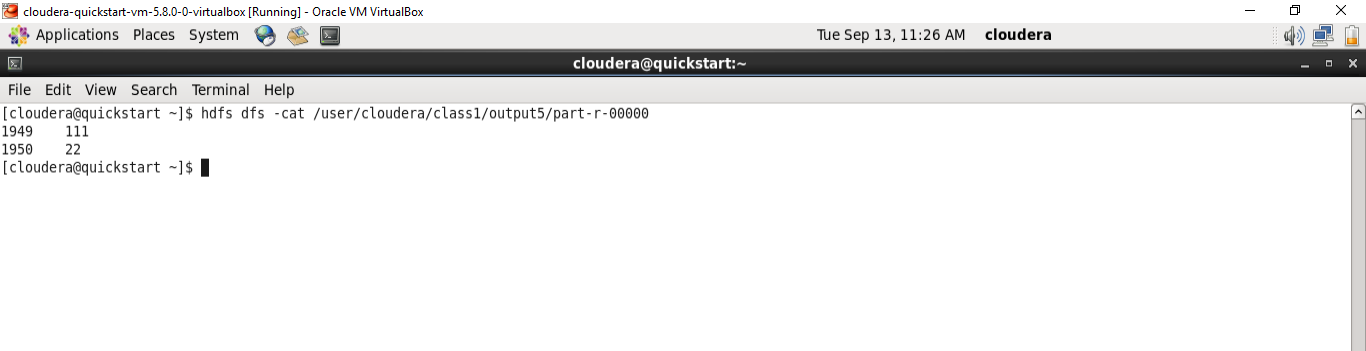 cloudera-quickstart-vm-5.8.0-0-virtualbox [Running] - Oracle VM VirtualBox
Applications Places System Tue Sep 13, 11:26 AM cloudera
cloudera@quickstart:~
File Edit View Search Terminal Help
[cloudera@quickstart ~]$ hdfs dfs -cat /user/cloudera/class1/output5/part-r-00000
1949    111
1950    22
[cloudera@quickstart ~]$